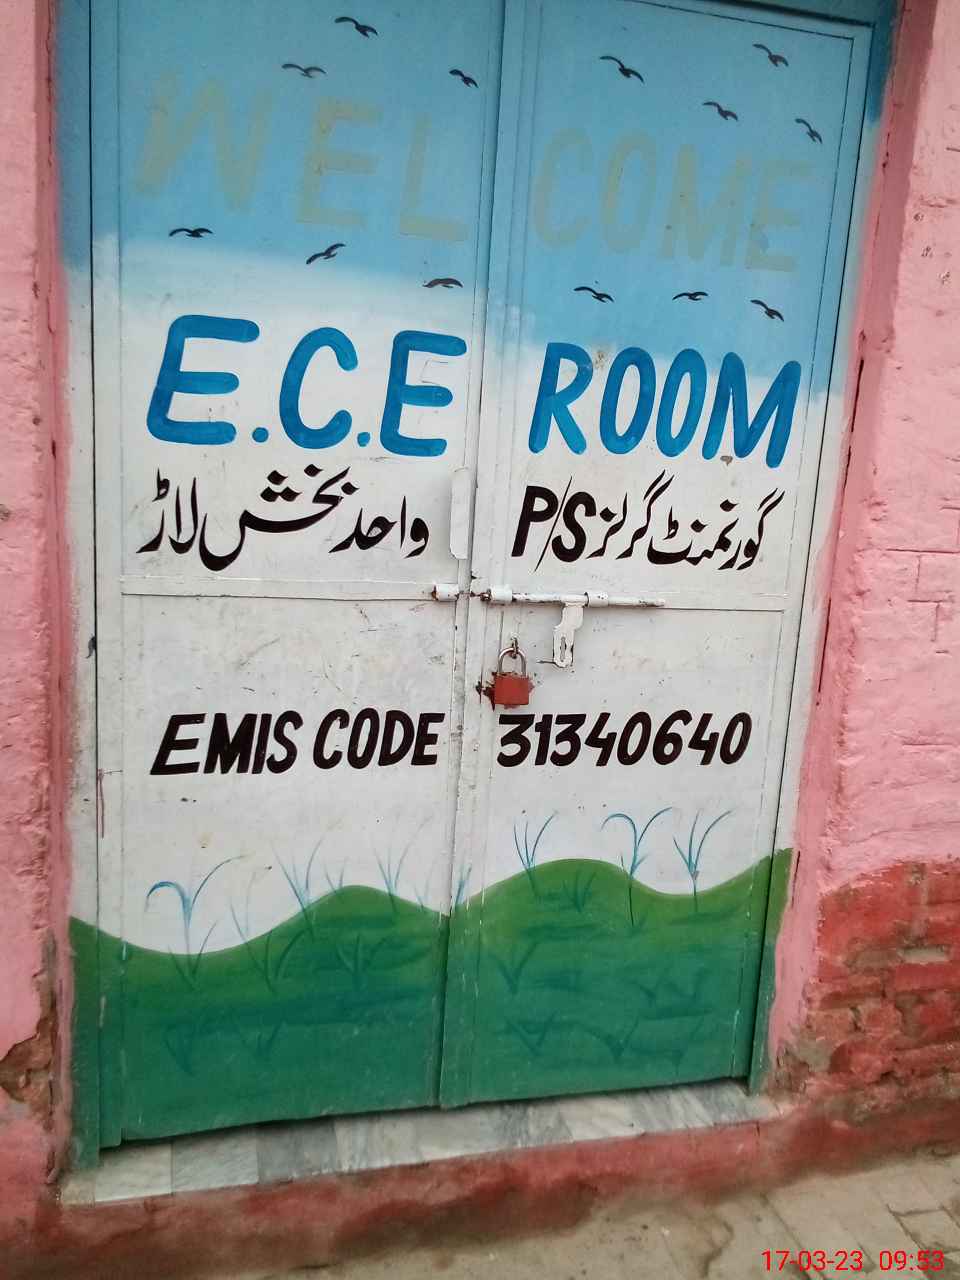 WELCOME
E.C.E ROOM
گورنمنٹ گرلز P/S واحد بخش لاڑ
EMIS CODE 31340640
17-03-23 09:53